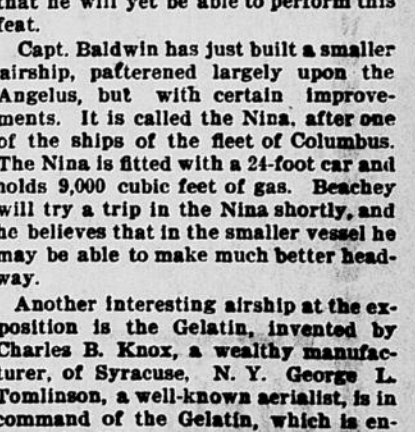 that he will yet be able to perform this
feat.
Capt. Baldwin has just built a smaller
airship, patterened largely upon the
Angelus, but with certain improve-
ments. It is called the Nina, after one
of the ships of the fleet of Columbus.
The Nina is fitted with a 24-foot car and
holds 9,000 cubic feet of gas. Beachey
will try a trip in the Nina shortly, and
he believes that in the smaller vessel he
may be able to make much better head-
way.
Another interesting airship at the ex-
position is the Gelatin, invented by
Charles B. Knox, a wealthy manufac-
turer, of Syracuse, N. Y. George L.
Tomlinson, a well-known aerialist, is in
command of the Gelatin, which is en-